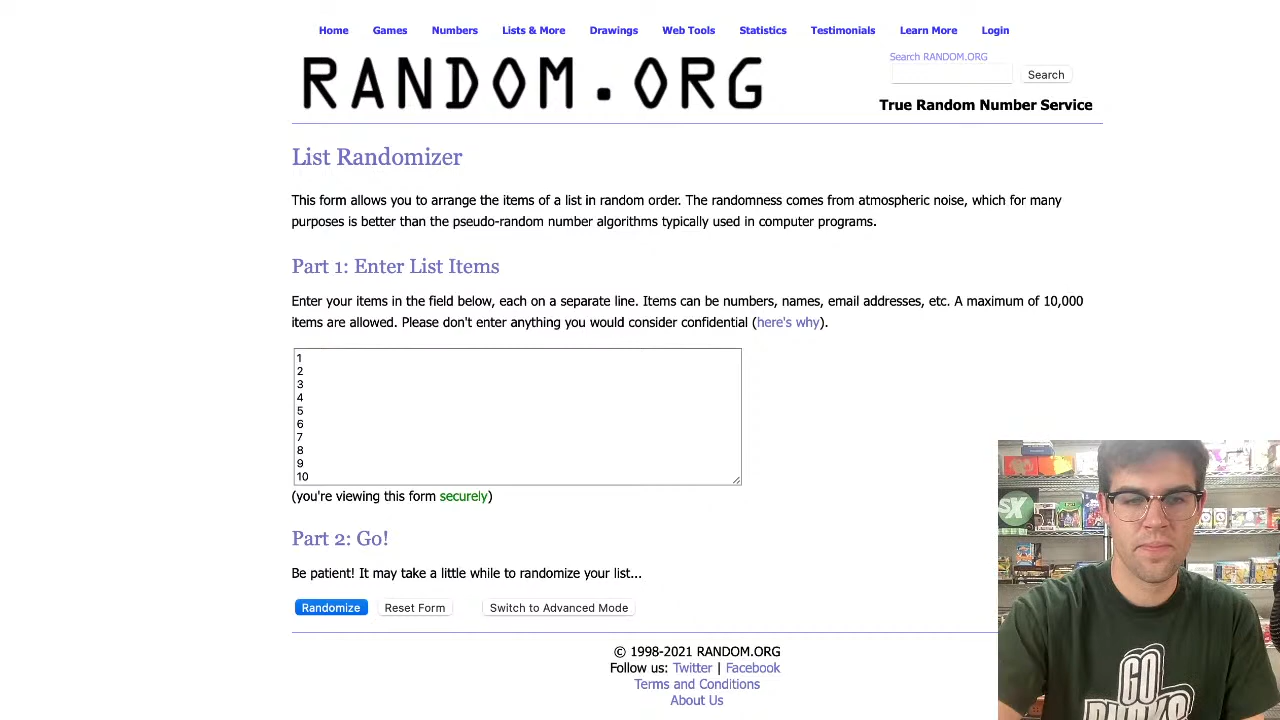 Home Games Numbers Lists & More Drawings Web Tools Statistics Testimonials Learn More Login
RANDOM.ORG
Search RANDOM.ORG
Search
True Random Number Service
List Randomizer
This form allows you to arrange the items of a list in random order. The randomness comes from atmospheric noise, which for many
purposes is better than the pseudo-random number algorithms typically used in computer programs.
Part 1: Enter List Items
Enter your items in the field below, each on a separate line. Items can be numbers, names, email addresses, etc. A maximum of 10,000
items are allowed. Please don't enter anything you would consider confidential (here's why).
1
2
3
4
5
6
7
8
9
10
(you're viewing this form securely)
Part 2: Go!
Be patient! It may take a little while to randomize your list...
Randomize Reset Form Switch to Advanced Mode
© 1998-2021 RANDOM.ORG
Follow us: Twitter | Facebook
Terms and Conditions
About Us
SX
GO
BUCKS